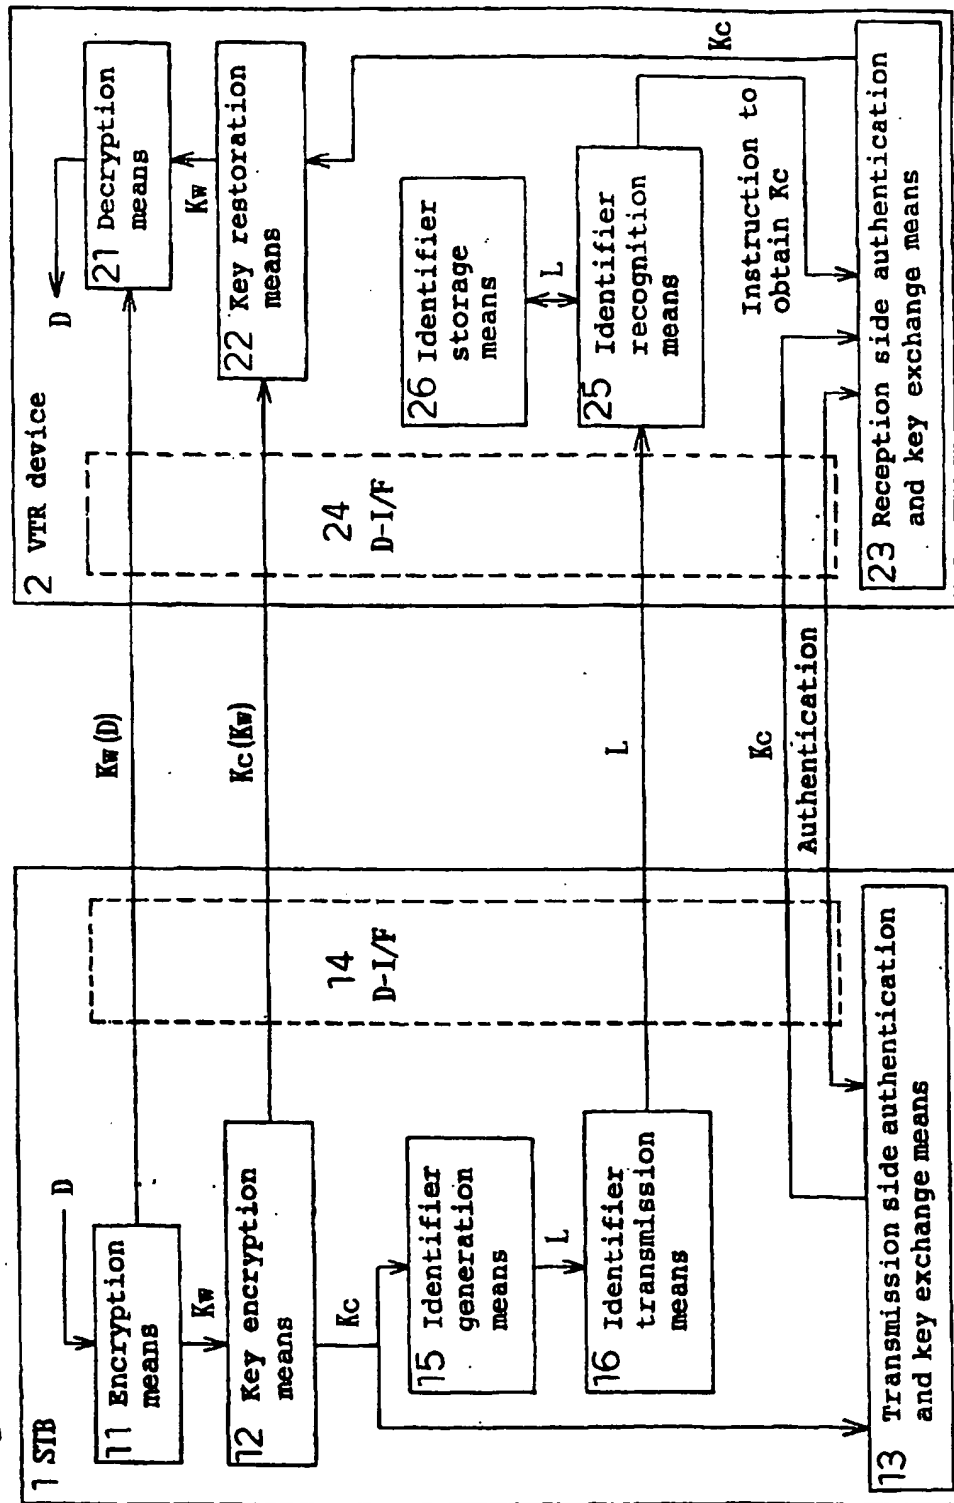 1 STB
D
11 Encryption
means
Kw
12 Key encryption
means
Kc
15 Identifier
generation
means
L
16 Identifier
transmission
means
13 Transmission side authentication
and key exchange means
14
D-I/F
Kw(D)
Kc(Kw)
L
Kc
Authentication
2 VTR device
D
21 Decryption
means
Kw
22 Key restoration
means
24
D-I/F
26 Identifier
storage
means
L
25 Identifier
recognition
means
Instruction to
obtain Kc
Kc
23 Reception side authentication
and key exchange means